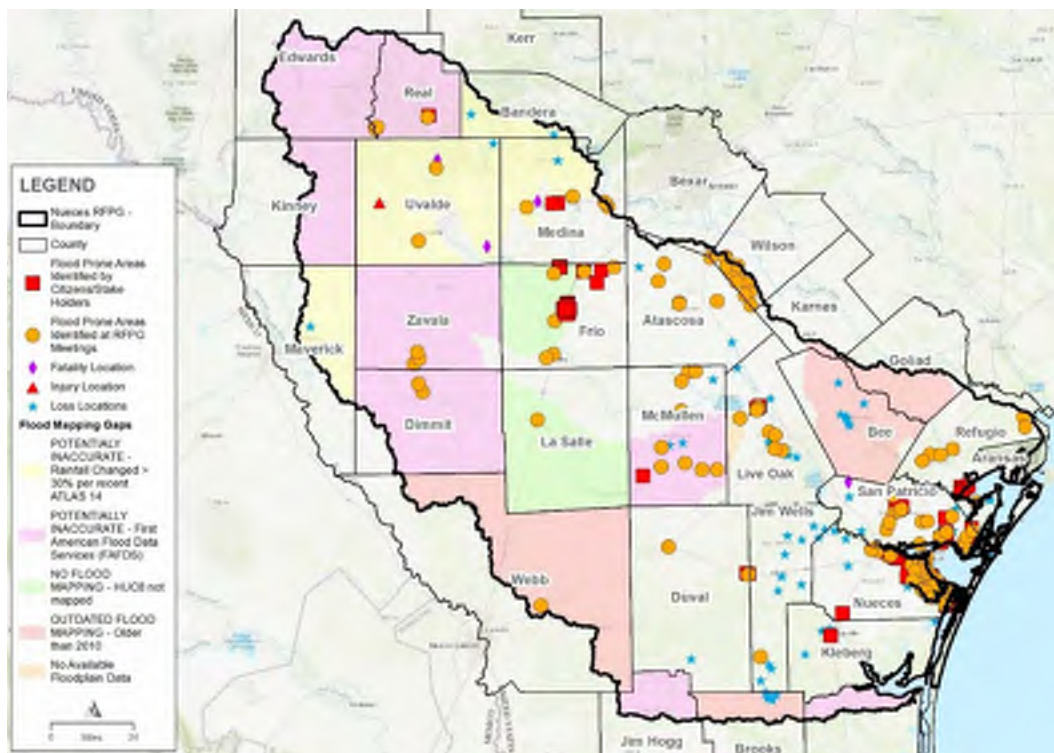 LEGEND
Nueces RFPG -
Boundary
County
Flood Prone Areas
Identified by
Citizens/Stake
Holders
Flood Prone Areas
Identified at RFPG
Meetings
Fatality Location
Injury Location
Loss Locations
Flood Mapping Gaps
POTENTIALY
INACCURATE -
Rainfall Changed >
30% per recent
ATLAS 14
POTENTIALLY
INACCURATE - First
American Flood Data
Services (FAFDS)
NO FLOOD
MAPPING - HUC8 not
mapped
OUTDATED FLOOD
MAPPING - Older
than 2010
No Available
Floodplain Data
Miles
Kerr
Edwards
Real
Bandera
Bexar
Kinney
Uvalde
Medina
Wilson
Karnes
Zavala
Frio
Atascosa
Maverick
Goliad
Dimmit
La Salle
McMullen
Bee
Refugio
Live Oak
Aransas
San Patricio
Jim Wells
Webb
Duval
Nueces
Kleberg
Jim Hogg
Brooks